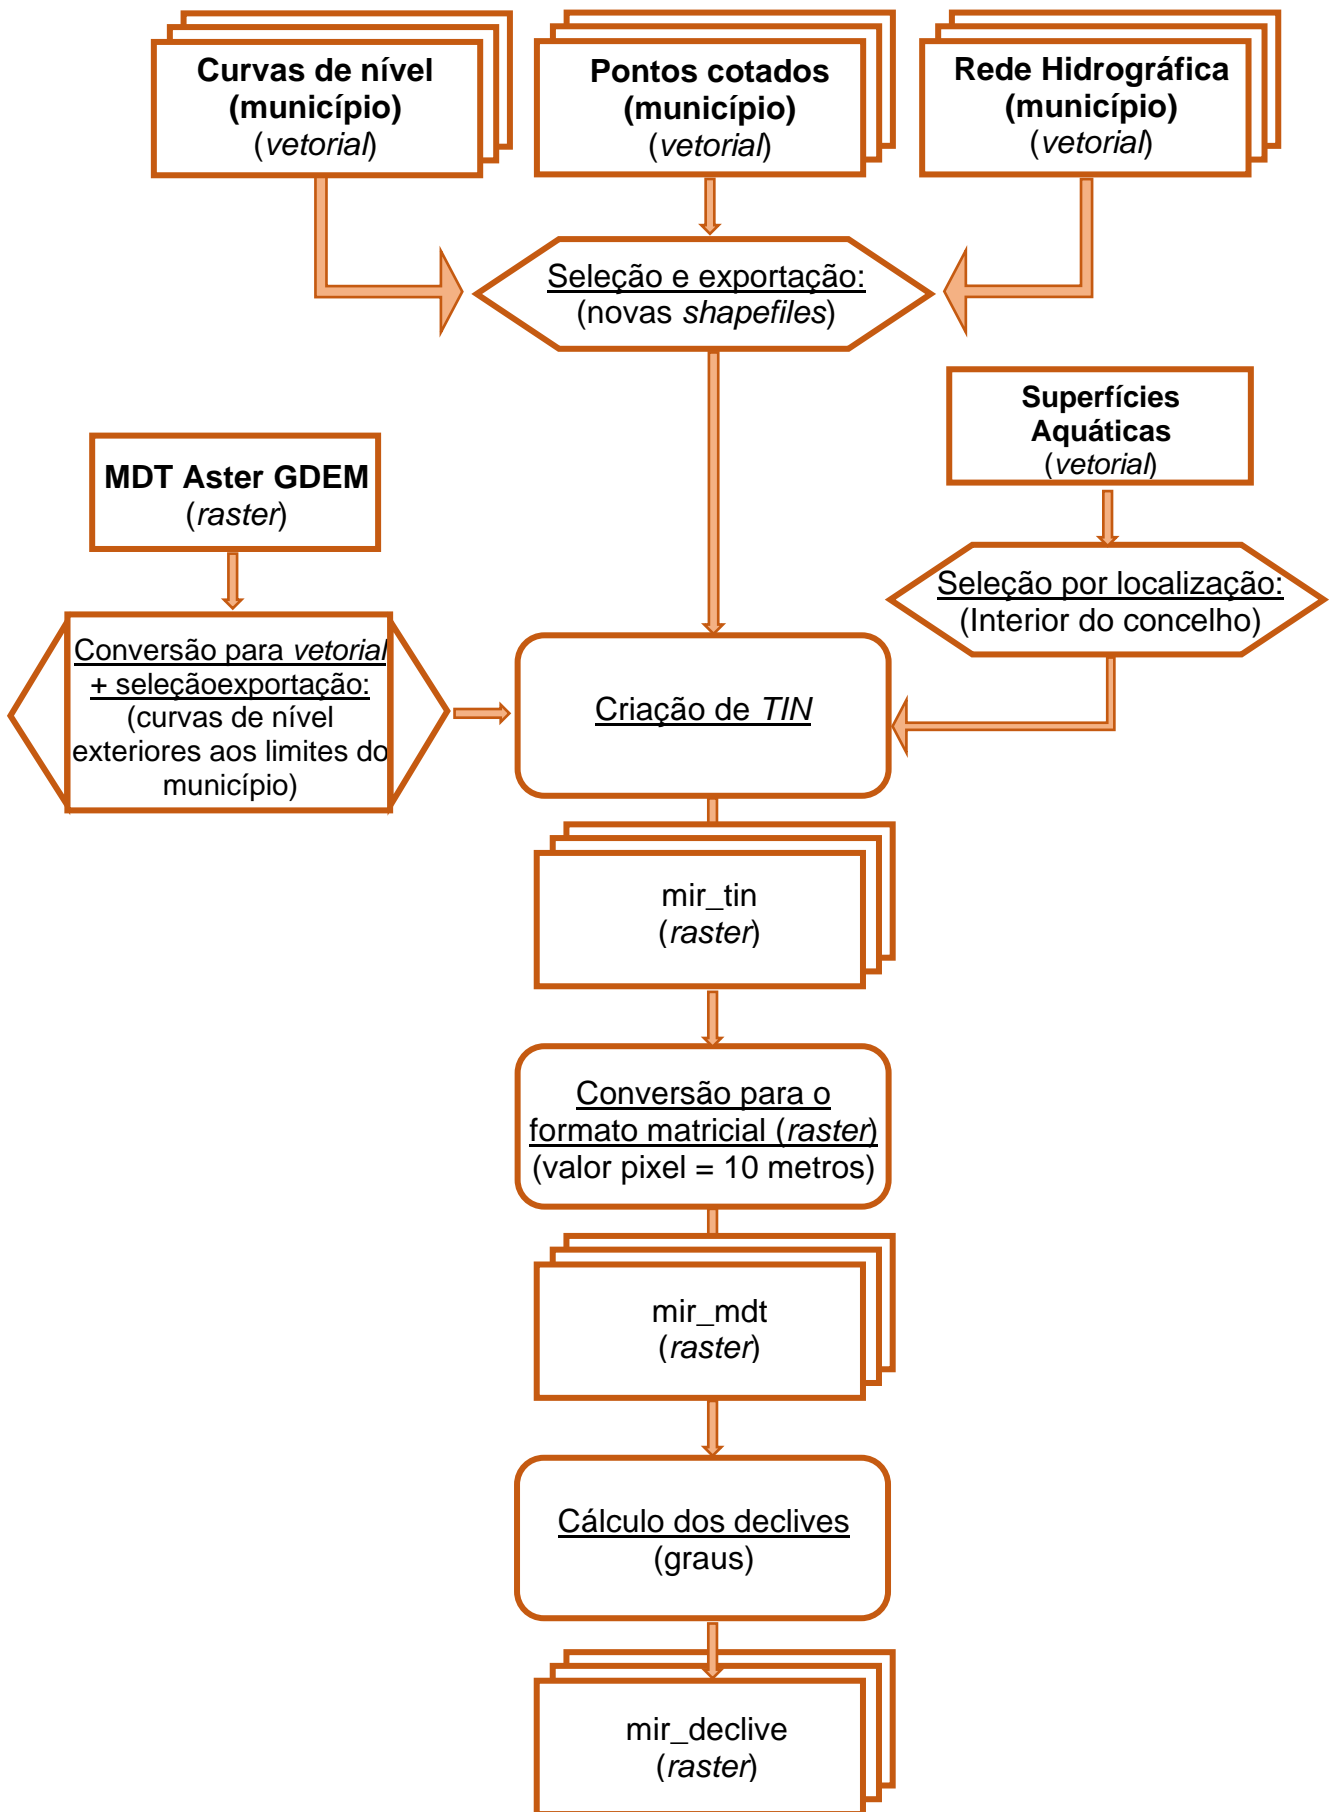 Curvas de nível
(município)
(vetorial)
Pontos cotados
(município)
(vetorial)
Rede Hidrográfica
(município)
(vetorial)
Seleção e exportação:
(novas shapefiles)
Superfícies
Aquáticas
(vetorial)
MDT Aster GDEM
(raster)
Seleção por localização:
(Interior do concelho)
Conversão para vetorial
+ seleçãoexportação:
(curvas de nível
exteriores aos limites do
município)
Criação de TIN
mir_tin
(raster)
Conversão para o
formato matricial (raster)
(valor pixel = 10 metros)
mir_mdt
(raster)
Cálculo dos declives
(graus)
mir_declive
(raster)